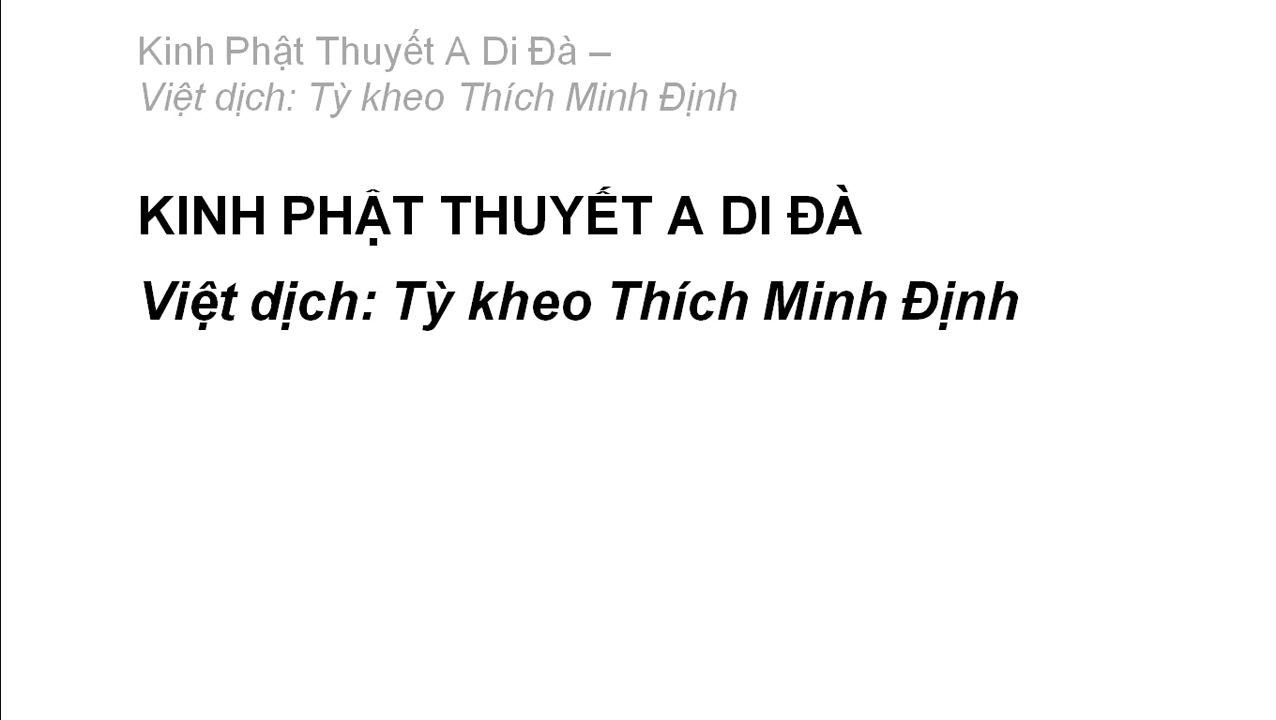 Kinh Phật Thuyết A Di Đà –
Việt dịch: Tỳ kheo Thích Minh Định
KINH PHẬT THUYẾT A DI ĐÀ
Việt dịch: Tỳ kheo Thích Minh Định